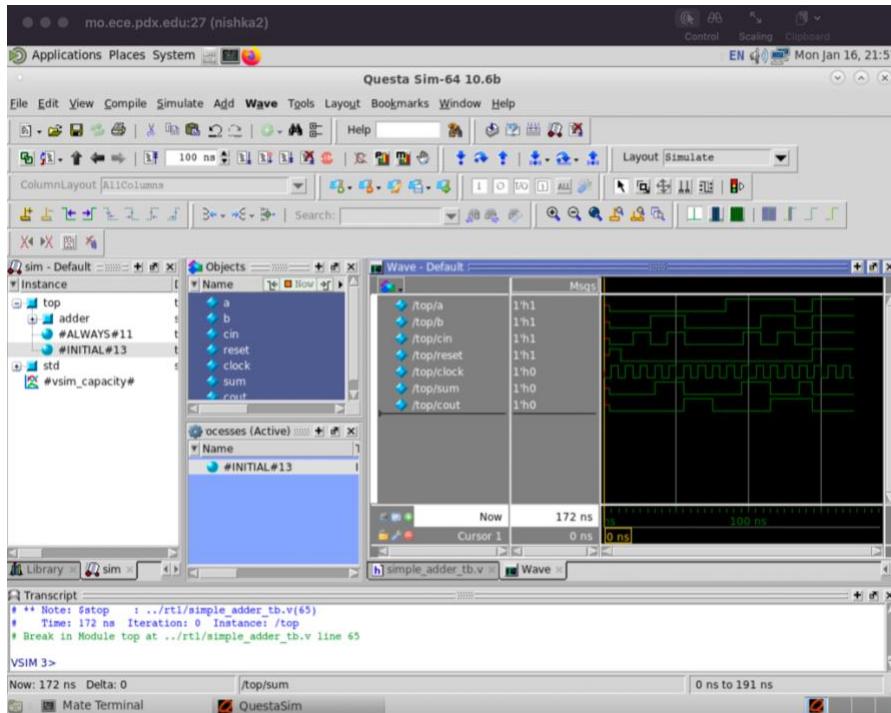 mo.ece.pdx.edu:27 (nishka2)
Control Scaling Clipboard
Applications Places System
EN Mon Jan 16, 21:5
Questa Sim-64 10.6b
File Edit View Compile Simulate Add Wave Tools Layout Bookmarks Window Help
Help
100 ns
Layout Simulate
ColumnLayout AllColumns
Search:
sim - Default
Instance
top
adder
#ALWAYS#11
#INITIAL#13
std
#vsim_capacity#
Library
sim
Objects
Name
Now
a
b
cin
reset
clock
sum
cout
ocesses (Active)
Name
#INITIAL#13
Wave - Default
Msgs
/top/a 1'h1
/top/b 1'h1
/top/cin 1'h1
/top/reset 1'h1
/top/clock 1'h0
/top/sum 1'h0
/top/cout 1'h0
Now 172 ns
100 ns
Cursor 1 0 ns
0 ns
simple_adder_tb.v
Wave
Transcript
# ** Note: $stop : ../rtl/simple_adder_tb.v(65)
# Time: 172 ns Iteration: 0 Instance: /top
# Break in Module top at ../rtl/simple_adder_tb.v line 65
VSIM 3>
Now: 172 ns Delta: 0
/top/sum
0 ns to 191 ns
Mate Terminal
QuestaSim